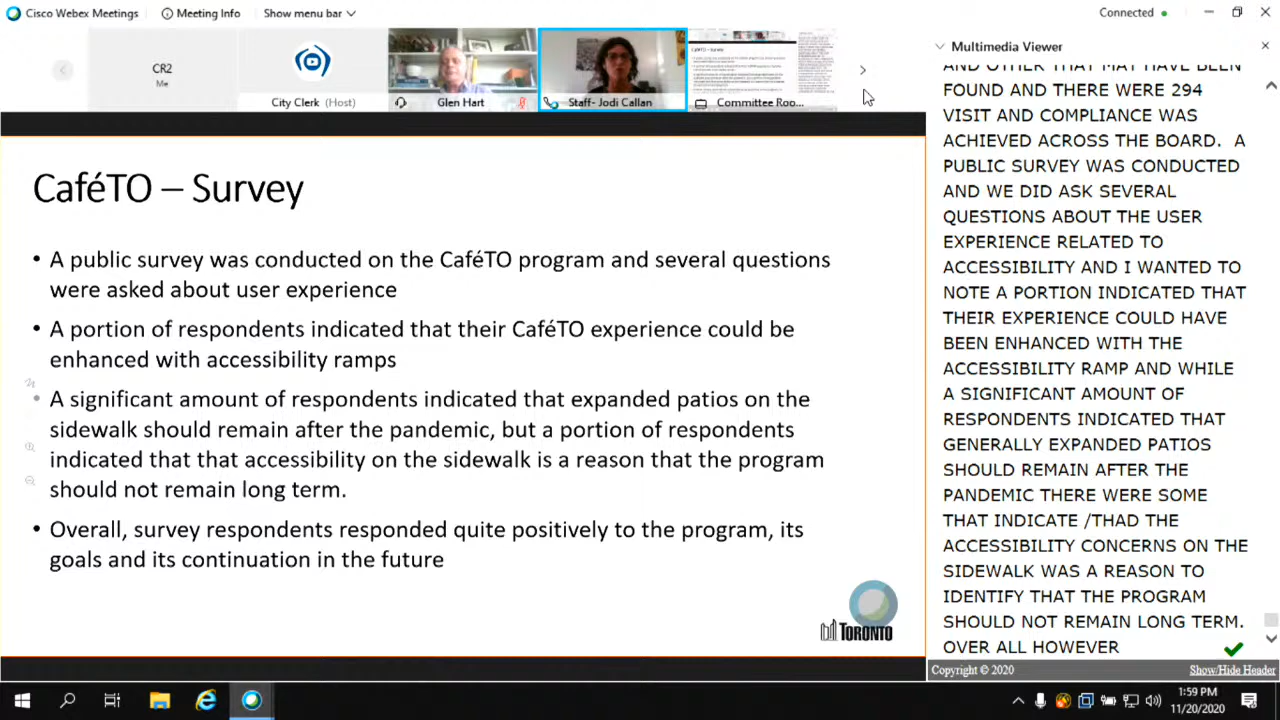 Cisco Webex Meetings
Meeting Info
Show menu bar
Connected
CR2
Me
City Clerk (Host)
Glen Hart
Staff- Jodi Callan
Committee Roo...
CaféTO – Survey
• A public survey was conducted on the CaféTO program and several questions
were asked about user experience
• A portion of respondents indicated that their CaféTO experience could be
enhanced with accessibility ramps
• A significant amount of respondents indicated that expanded patios on the
sidewalk should remain after the pandemic, but a portion of respondents
indicated that that accessibility on the sidewalk is a reason that the program
should not remain long term.
• Overall, survey respondents responded quite positively to the program, its
goals and its continuation in the future
TORONTO
Multimedia Viewer
FOUND AND THERE WERE 294
VISIT AND COMPLIANCE WAS
ACHIEVED ACROSS THE BOARD. A
PUBLIC SURVEY WAS CONDUCTED
AND WE DID ASK SEVERAL
QUESTIONS ABOUT THE USER
EXPERIENCE RELATED TO
ACCESSIBILITY AND I WANTED TO
NOTE A PORTION INDICATED THAT
THEIR EXPERIENCE COULD HAVE
BEEN ENHANCED WITH THE
ACCESSIBILITY RAMP AND WHILE
A SIGNIFICANT AMOUNT OF
RESPONDENTS INDICATED THAT
GENERALLY EXPANDED PATIOS
SHOULD REMAIN AFTER THE
PANDEMIC THERE WERE SOME
THAT INDICATE /THAD THE
ACCESSIBILITY CONCERNS ON THE
SIDEWALK WAS A REASON TO
IDENTIFY THAT THE PROGRAM
SHOULD NOT REMAIN LONG TERM.
OVER ALL HOWEVER
Copyright © 2020
Show/Hide Header
1:59 PM
11/20/2020